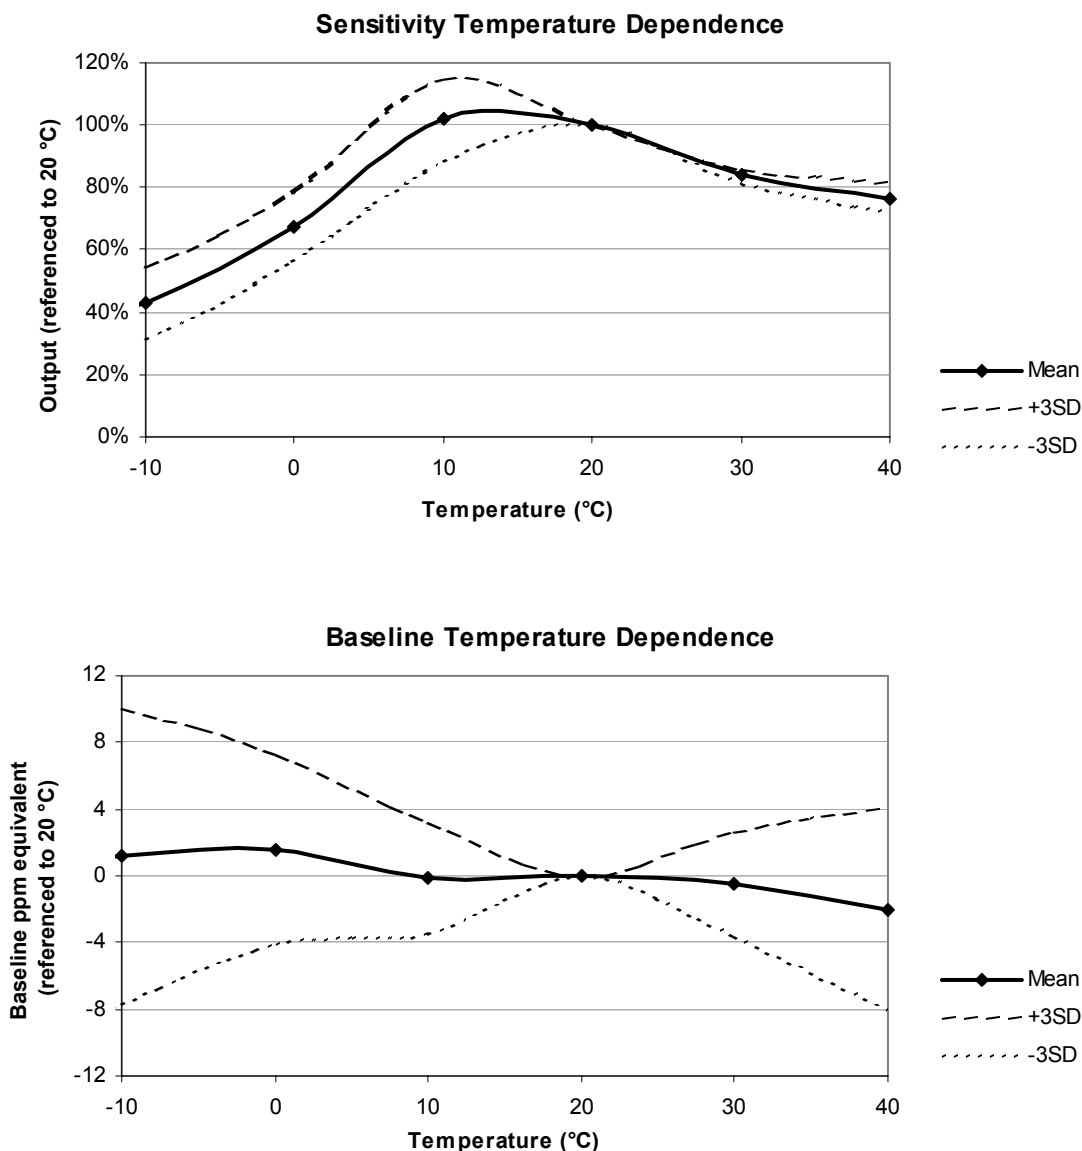 Sensitivity Temperature Dependence
120%
100%
80%
60%
40%
20%
0%
Output (referenced to 20 °C)
-10 0 10 20 30 40
Temperature (°C)
Mean
+3SD
-3SD
Baseline Temperature Dependence
12
8
4
0
-4
-8
-12
Baseline ppm equivalent
(referenced to 20 °C)
-10 0 10 20 30 40
Temperature (°C)
Mean
+3SD
-3SD